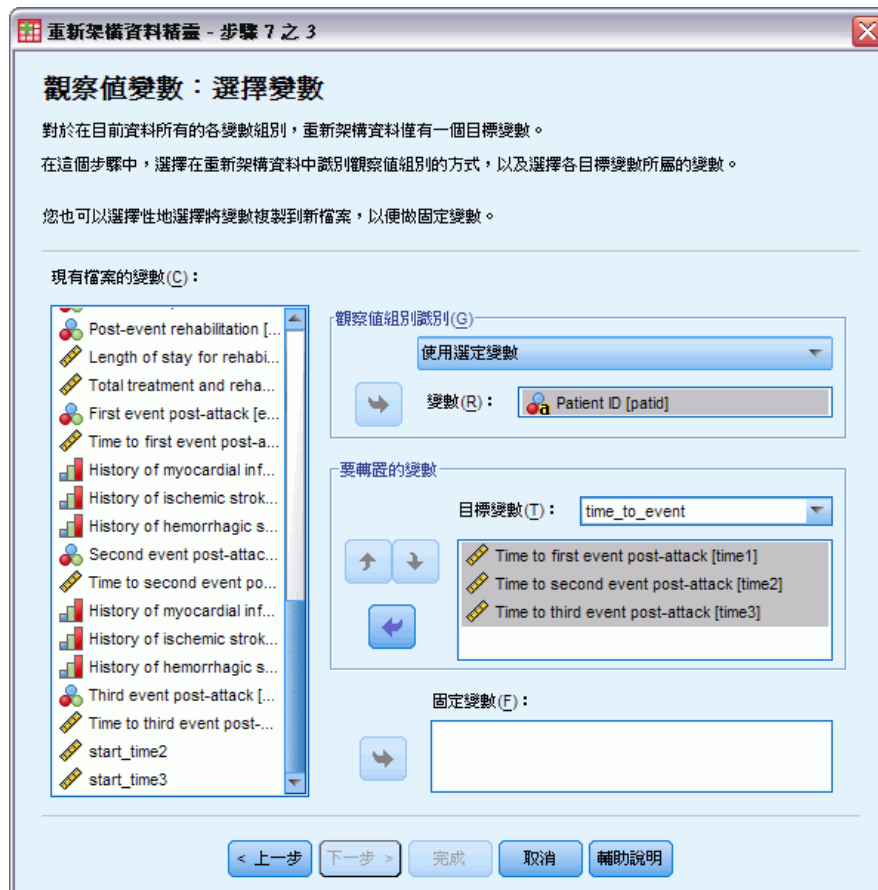 重新架構資料精靈 - 步驟 7 之 3
觀察值變數：選擇變數
對於在目前資料所有的各變數組別，重新架構資料僅有一個目標變數。
在這個步驟中，選擇在重新架構資料中識別觀察值組別的方式，以及選擇各目標變數所屬的變數。
您也可以選擇性地選擇將變數複製到新檔案，以便做固定變數。
現有檔案的變數(C)：
Post-event rehabilitation [...
Length of stay for rehabi...
Total treatment and reha...
First event post-attack [e...
Time to first event post-a...
History of myocardial inf...
History of ischemic strok...
History of hemorrhagic s...
Second event post-attac...
Time to second event po...
History of myocardial inf...
History of ischemic strok...
History of hemorrhagic s...
Third event post-attack [...
Time to third event post-...
start_time2
start_time3
觀察值組別識別(G)
使用選定變數
變數(R)：
Patient ID [patid]
要轉置的變數
目標變數(T)：
time_to_event
Time to first event post-attack [time1]
Time to second event post-attack [time2]
Time to third event post-attack [time3]
固定變數(F)：
< 上一步
下一步 >
完成
取消
輔助說明